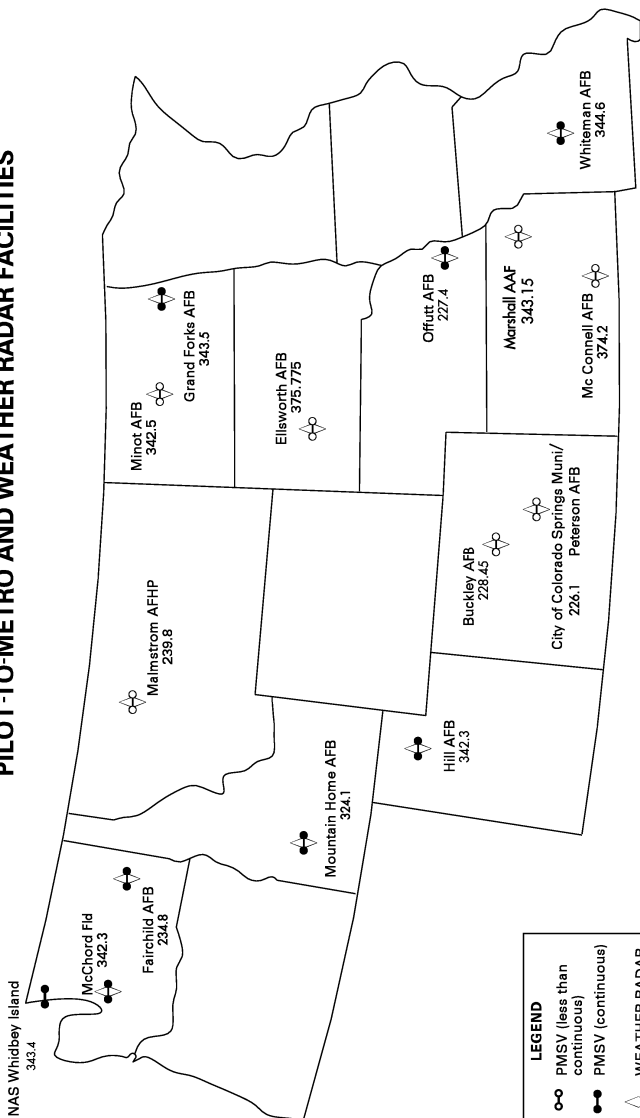 PILOT-TO-METRO AND WEATHER RADAR FACILITIES
NAS Whidbey Island
343.4
McChord Fld
342.3
Fairchild AFB
234.8
Mountain Home AFB
324.1
Malmstrom AFHP
239.8
Hill AFB
342.3
Minot AFB
342.5
Grand Forks AFB
343.5
Ellsworth AFB
375.775
Buckley AFB
228.45
City of Colorado Springs Muni/
226.1 Peterson AFB
Offutt AFB
227.4
Marshall AAF
343.15
Mc Connell AFB
374.2
Whiteman AFB
344.6
LEGEND
PMSV (less than
continuous)
PMSV (continuous)
WEATHER RADAR